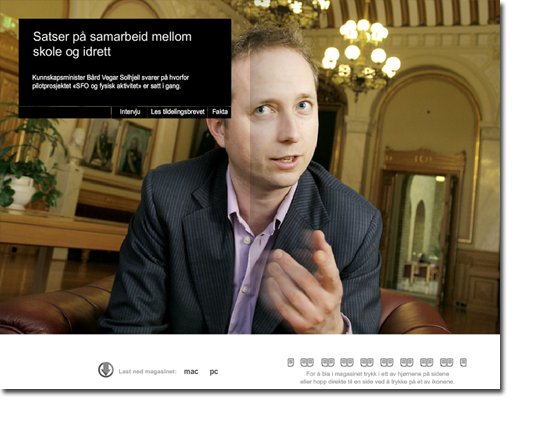 Satser på samarbeid mellom
skole og idrett
Kunnskapsminister Bård Vegar Solhjell svarer på hvorfor
pilotprosjektet «SFO og fysisk aktivitet» er satt i gang.
Intervju Les tildelingsbrevet Fakta
Last ned magasinet: mac pc
For å bla i magasinet trykk i ett av hjørnene på sidene
eller hopp direkte til en side ved å trykke på et av ikonene.